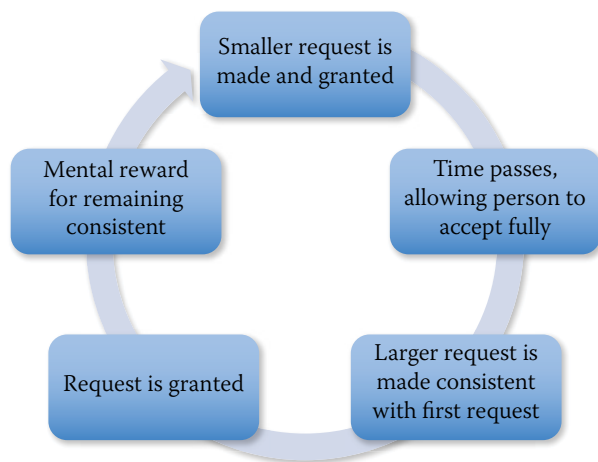 Smaller request is
made and granted
Time passes,
allowing person to
accept fully
Larger request is
made consistent
with first request
Request is granted
Mental reward
for remaining
consistent